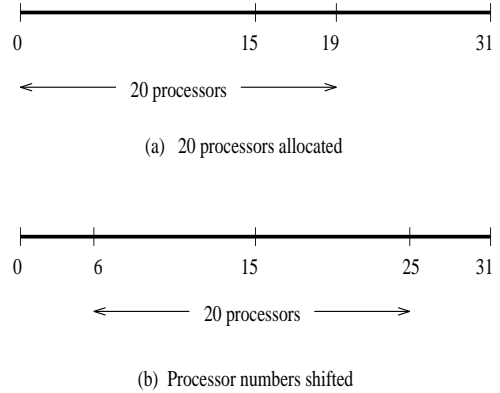 0 15 19 31
20 processors
(a) 20 processors allocated
0 6 15 25 31
20 processors
(b) Processor numbers shifted